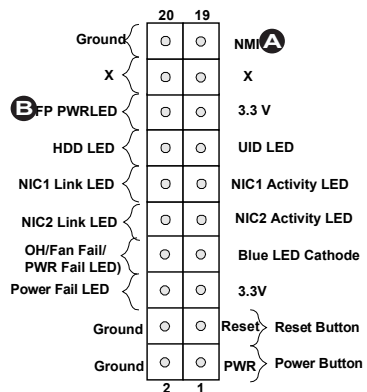 20 19
Ground NMI A
X X
B FP PWRLED 3.3 V
HDD LED UID LED
NIC1 Link LED NIC1 Activity LED
NIC2 Link LED NIC2 Activity LED
OH/Fan Fail/
PWR Fail LED) Blue LED Cathode
Power Fail LED 3.3V
Ground Reset Reset Button
Ground PWR Power Button
2 1